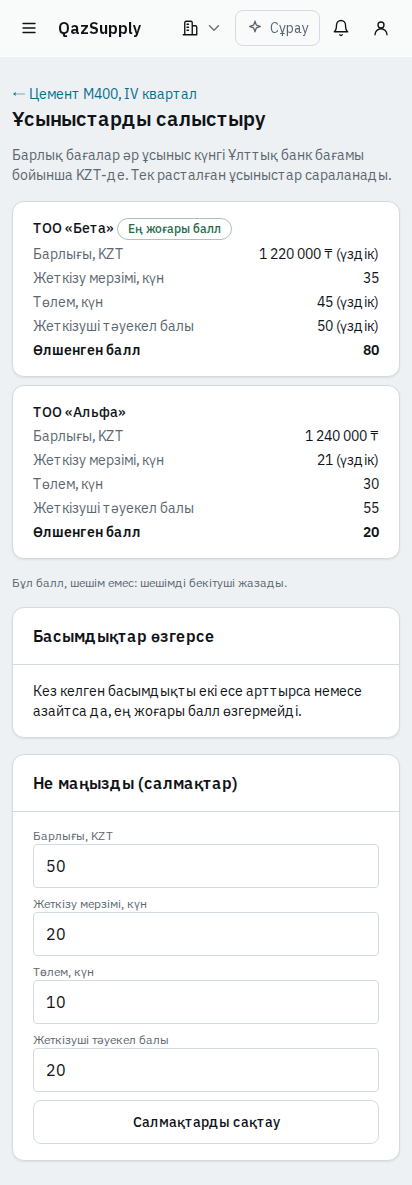 QazSupply
Сұрау
← Цемент М400, IV квартал
Ұсыныстарды салыстыру
Барлық бағалар әр ұсыныс күнгі Ұлттық банк бағамы
бойынша KZT-де. Тек расталған ұсыныстар сараланады.
ТОО «Бета» Ең жоғары балл
Барлығы, KZT 1 220 000 ₸ (үздік)
Жеткізу мерзімі, күн 35
Төлем, күн 45 (үздік)
Жеткізуші тәуекел балы 50 (үздік)
Өлшенген балл 80
ТОО «Альфа»
Барлығы, KZT 1 240 000 ₸
Жеткізу мерзімі, күн 21 (үздік)
Төлем, күн 30
Жеткізуші тәуекел балы 55
Өлшенген балл 20
Бұл балл, шешім емес: шешімді бекітуші жазады.
Басымдықтар өзгерсе
Кез келген басымдықты екі есе арттырса немесе
азайтса да, ең жоғары балл өзгермейді.
Не маңызды (салмақтар)
Барлығы, KZT
50
Жеткізу мерзімі, күн
20
Төлем, күн
10
Жеткізуші тәуекел балы
20
Салмақтарды сақтау